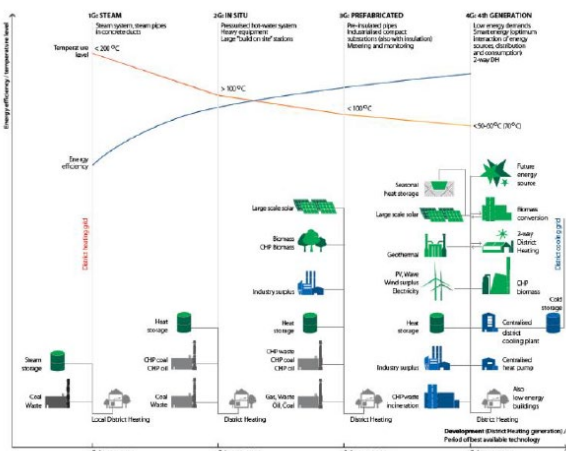 1G: STEAM
Steam system, steam pipes
in concrete ducts
2G: IN SITU
Pressurised hot-water system
Heavy equipment
Large "build on site" stations
3G: PREFABRICATED
Pre-insulated pipes
Industrialised compact
substations (also with insulation)
Metering and monitoring
4G: 4th GENERATION
Low energy demands
Smart energy (optimum
interaction of energy
sources, distribution
and consumption)
2-way DH
Energy efficiency / temperature level
Temperature
level
< 200 °C
> 100 °C
< 100 °C
<50-60°C (70°C)
Energy
efficiency
Seasonal
heat storage
Future
energy
source
Large scale solar
Large scale solar
Biomass
conversion
District heating grid
District cooling grid
Biomass
CHP Biomass
Geothermal
2-way
District
Heating
Industry surplus
PV, Wave
Wind surplus
Electricity
CHP
biomass
Cold
storage
Heat
storage
Heat
storage
Heat
storage
Centralised
district
cooling plant
Steam
storage
CHP coal
CHP oil
CHP waste
CHP coal
CHP oil
Industry surplus
Centralised
heat pump
Coal
Waste
Coal
Waste
Gas, Waste
Oil, Coal
CHP waste
incineration
Also
low energy
buildings
Local District Heating
District Heating
District Heating
District Heating
Development (District Heating generation) /
Period of best available technology